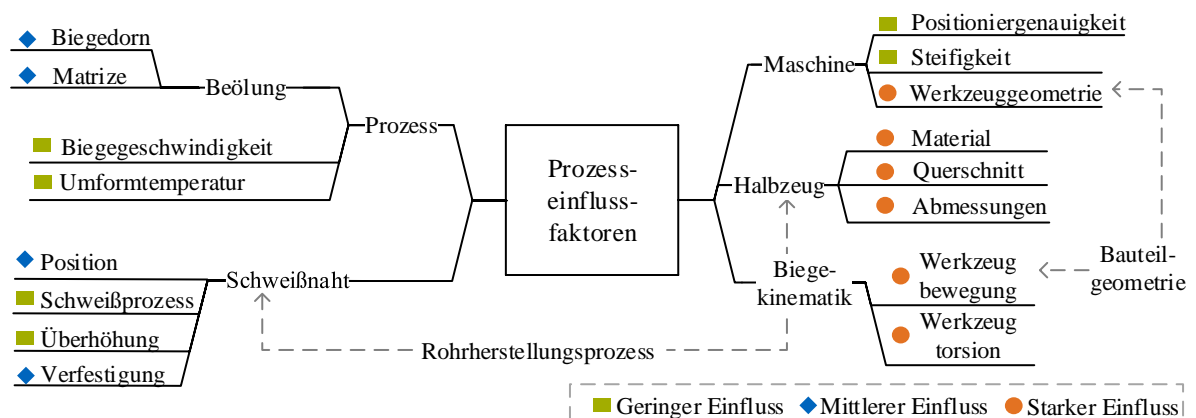 Biegedorn
Matrize
Beölung
Prozess
Biegegeschwindigkeit
Umformtemperatur
Position
Schweißprozess
Überhöhung
Verfestigung
Schweißnaht
Rohrherstellungsprozess
Prozess-
einfluss-
faktoren
Maschine
Positioniergenauigkeit
Steifigkeit
Werkzeuggeometrie
Halbzeug
Material
Querschnitt
Abmessungen
Biege-
kinematik
Werkzeug
bewegung
Werkzeug
torsion
Bauteil-
geometrie
Geringer Einfluss Mittlerer Einfluss Starker Einfluss